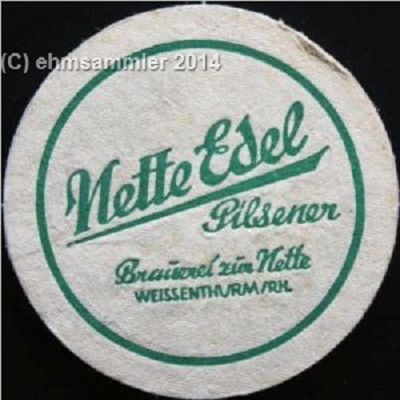 (C) ehmsammler 2014
Nette Edel
Pilsener
Brauerei zur Nette
WEISSENTHURM/RH.